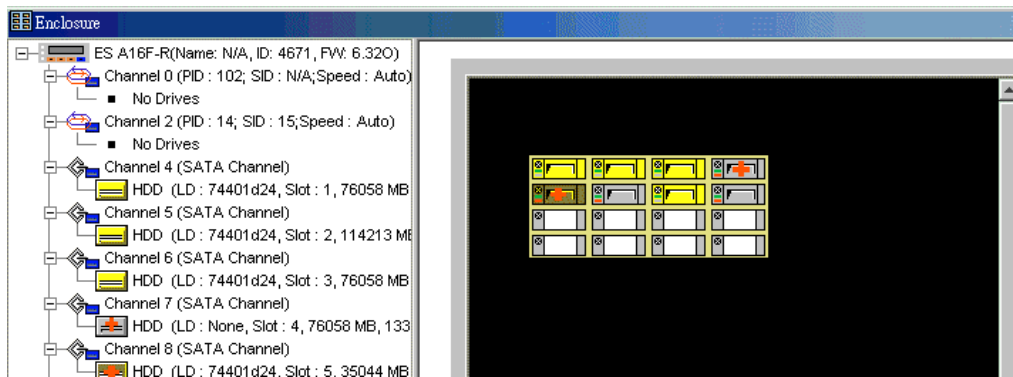 Enclosure
ES A16F-R(Name: N/A, ID: 4671, FW: 6.32O)
Channel 0 (PID : 102; SID : N/A;Speed : Auto)
No Drives
Channel 2 (PID : 14; SID : 15;Speed : Auto)
No Drives
Channel 4 (SATA Channel)
HDD (LD : 74401d24, Slot : 1, 76058 MB
Channel 5 (SATA Channel)
HDD (LD : 74401d24, Slot : 2, 114213 MB
Channel 6 (SATA Channel)
HDD (LD : 74401d24, Slot : 3, 76058 MB
Channel 7 (SATA Channel)
HDD (LD : None, Slot : 4, 76058 MB, 133
Channel 8 (SATA Channel)
HDD (LD : 74401d24, Slot : 5, 35044 MB